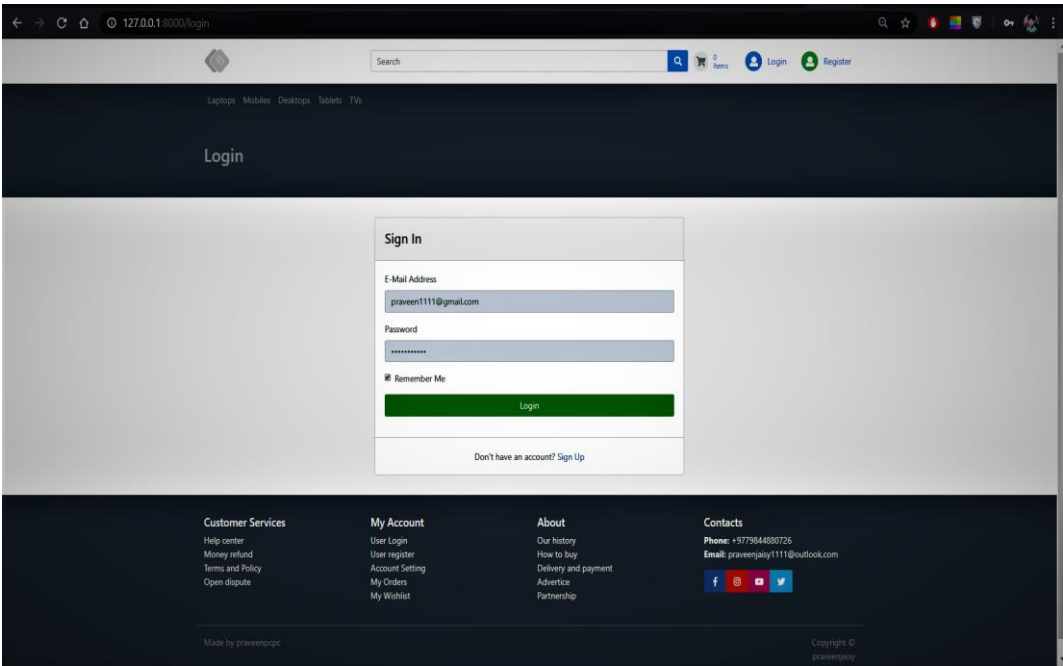 127.0.0.1:8000/login
Search
0
Items
Login
Register
Laptops Mobiles Desktops Tablets TVs
Login
Sign In
E-Mail Address
praveen1111@gmail.com
Password
•••••••••••
Remember Me
Login
Don't have an account? Sign Up
Customer Services
Help center
Money refund
Terms and Policy
Open dispute
My Account
User Login
User register
Account Setting
My Orders
My Wishlist
About
Our history
How to buy
Delivery and payment
Advertice
Partnership
Contacts
Phone: +9779844880726
Email: praveenjaisy1111@outlook.com
Made by praveenpcpc
Copyright ©
praveenjaisy